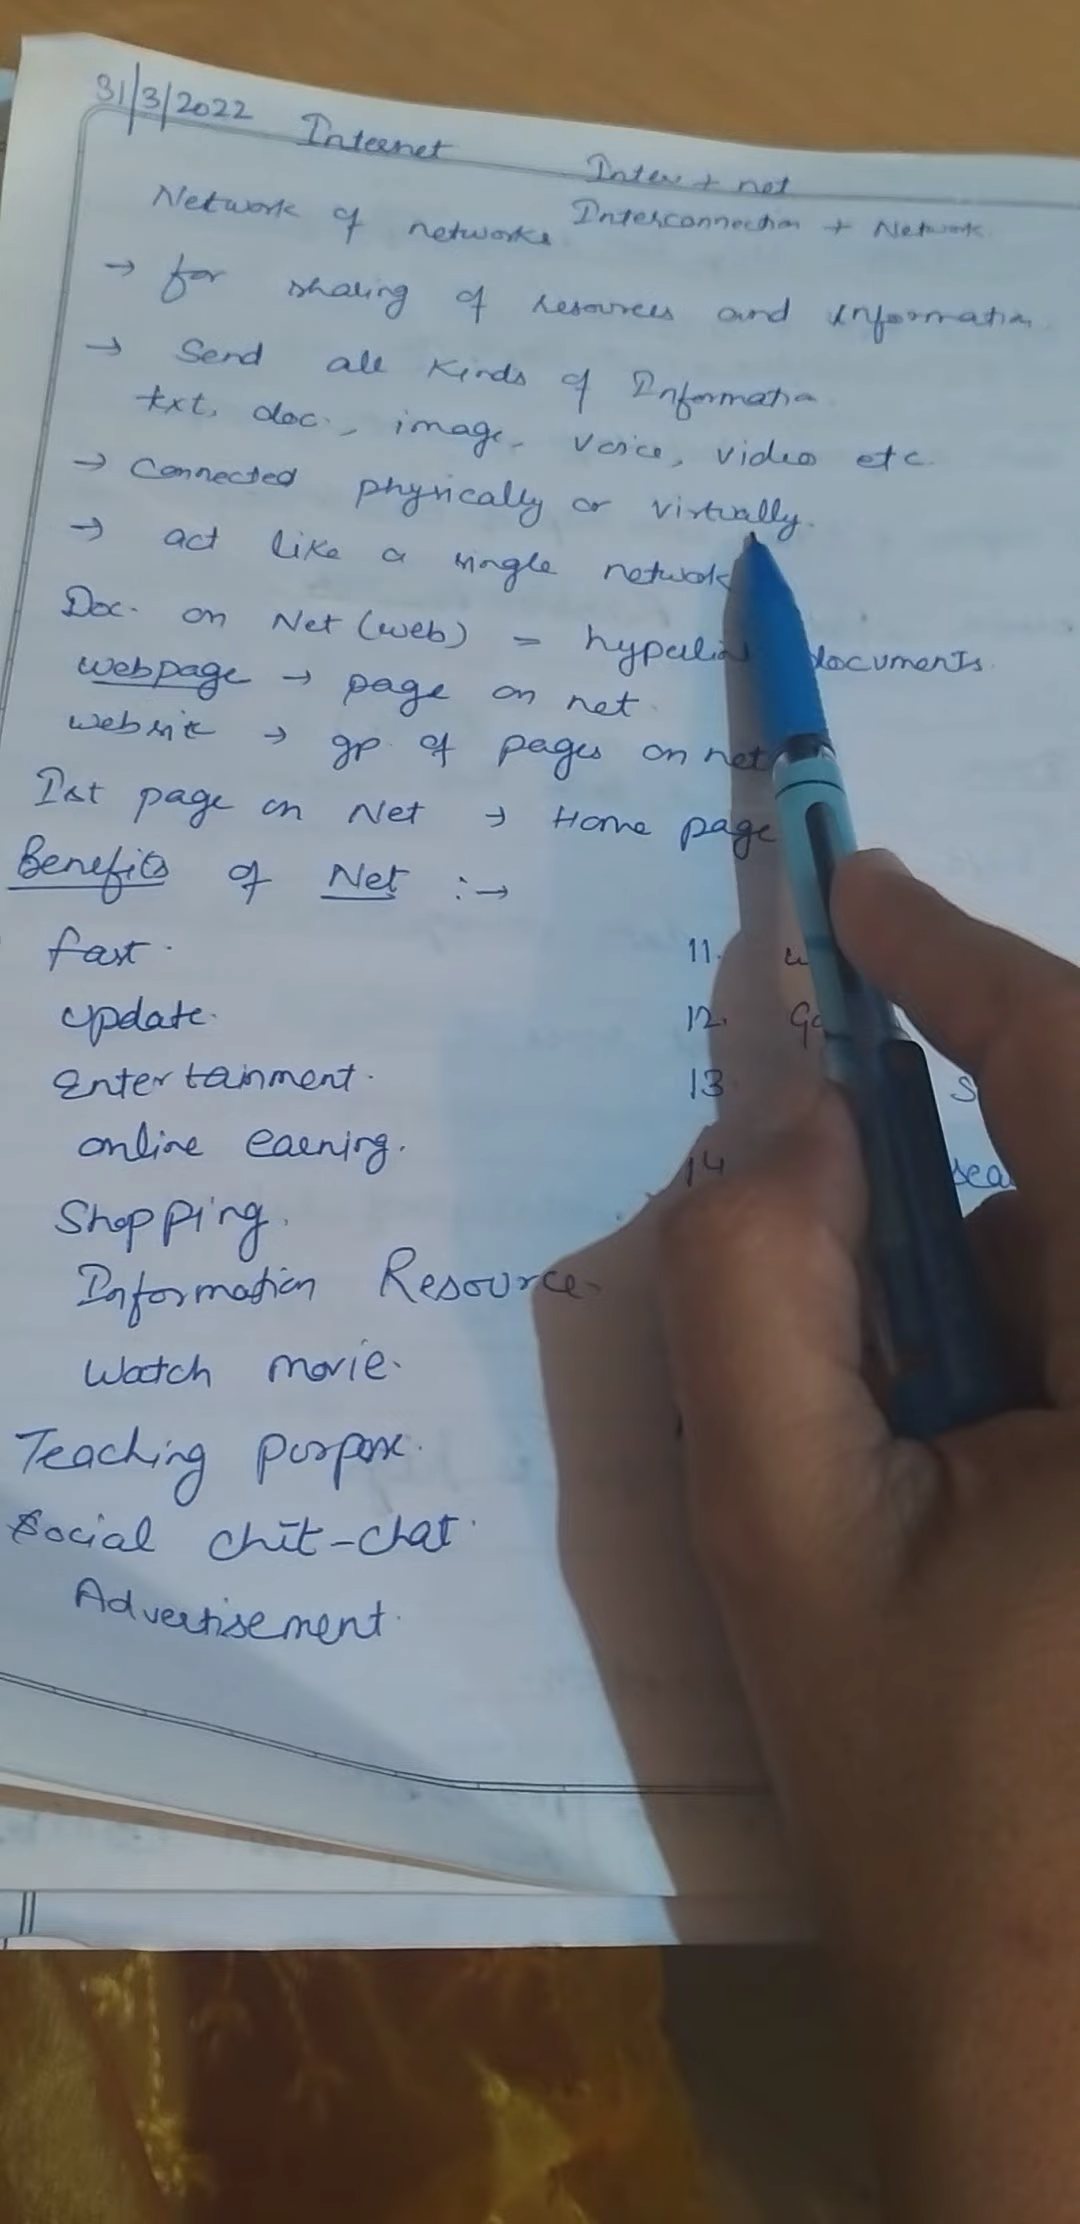 31/3/2022
Internet
Inter + net
Network of networks
Interconnection + Network
→ for sharing of resources and information
→ Send all kinds of Information
txt, doc., image, voice, video etc.
→ Connected physically or virtually.
→ act like a single network
Doc. on Net (web) = documents.
webpage → page on net.
website → gp. of pages on net
Ist page on Net → Home page
Benefits of Net :→
fast.
update.
Entertainment.
online earning.
Shopping.
Information Resource.
Watch movie.
Teaching purpose.
Social chit-chat.
Advertisement.
11.
12.
13.
14